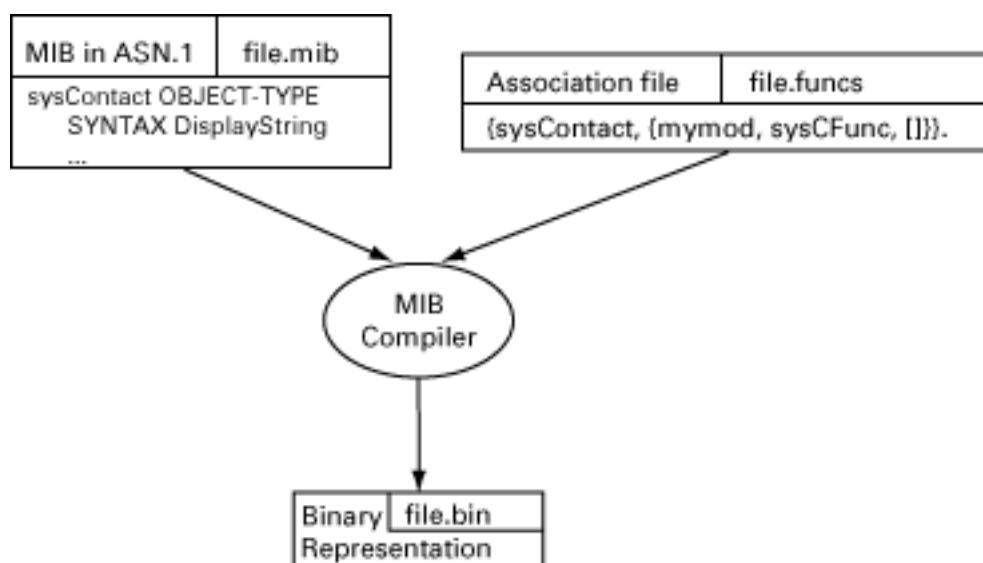 MIB in ASN.1
file.mib
sysContact OBJECT-TYPE
SYNTAX DisplayString
...
Association file
file.funcs
{sysContact, {mymod, sysCFunc, []}}.
MIB
Compiler
Binary
file.bin
Representation